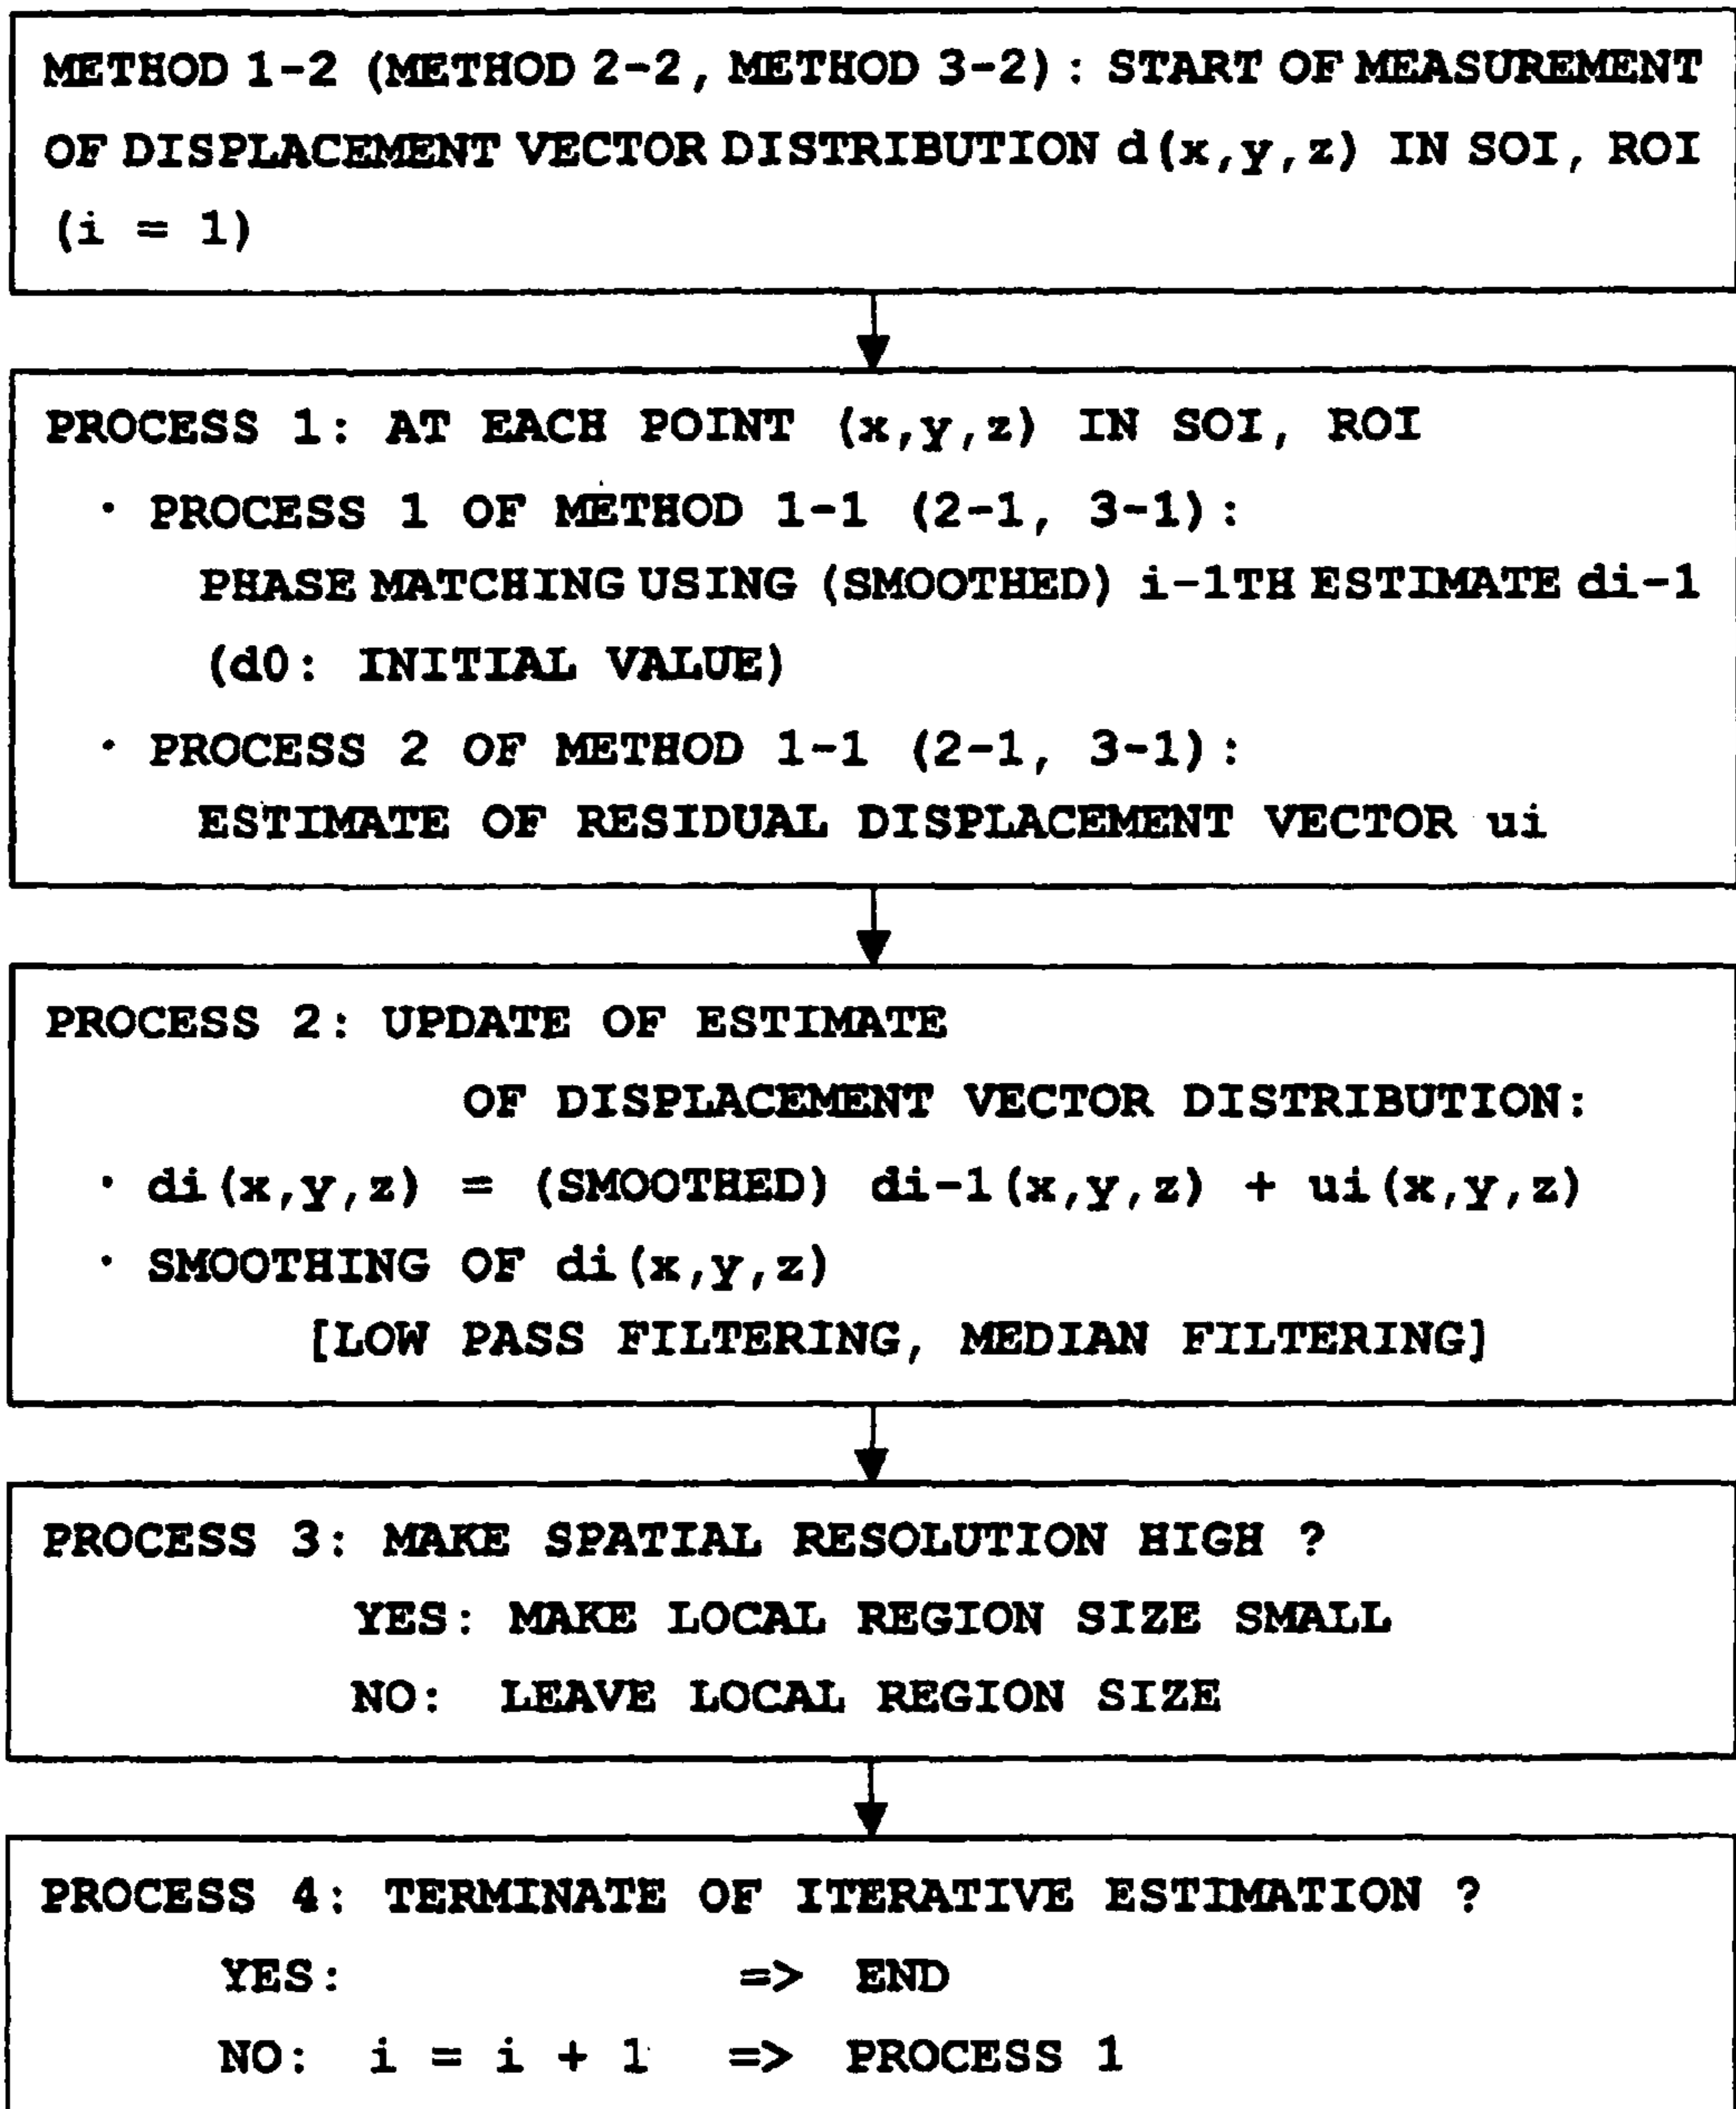 METHOD 1-2 (METHOD 2-2, METHOD 3-2) : START OF MEASUREMENT
OF DISPLACEMENT VECTOR DISTRIBUTION d(x,y,z) IN SOI, ROI
(i = 1)
PROCESS 1: AT EACH POINT (x,y,z) IN SOI, ROI
· PROCESS 1 OF METHOD 1-1 (2-1, 3-1):
PHASE MATCHING USING (SMOOTHED) i-1TH ESTIMATE di-1
(d0: INITIAL VALUE)
· PROCESS 2 OF METHOD 1-1 (2-1, 3-1):
ESTIMATE OF RESIDUAL DISPLACEMENT VECTOR ui
PROCESS 2: UPDATE OF ESTIMATE
OF DISPLACEMENT VECTOR DISTRIBUTION:
· di(x,y,z) = (SMOOTHED) di-1(x,y,z) + ui(x,y,z)
· SMOOTHING OF di(x,y,z)
[LOW PASS FILTERING, MEDIAN FILTERING]
PROCESS 3: MAKE SPATIAL RESOLUTION HIGH ?
YES: MAKE LOCAL REGION SIZE SMALL
NO: LEAVE LOCAL REGION SIZE
PROCESS 4: TERMINATE OF ITERATIVE ESTIMATION ?
YES: => END
NO: i = i + 1 => PROCESS 1